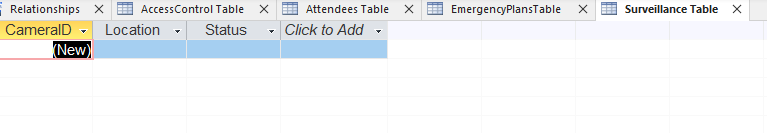 Relationships AccessControl Table Attendees Table EmergencyPlansTable Surveillance Table
CameraID Location Status Click to Add
(New)